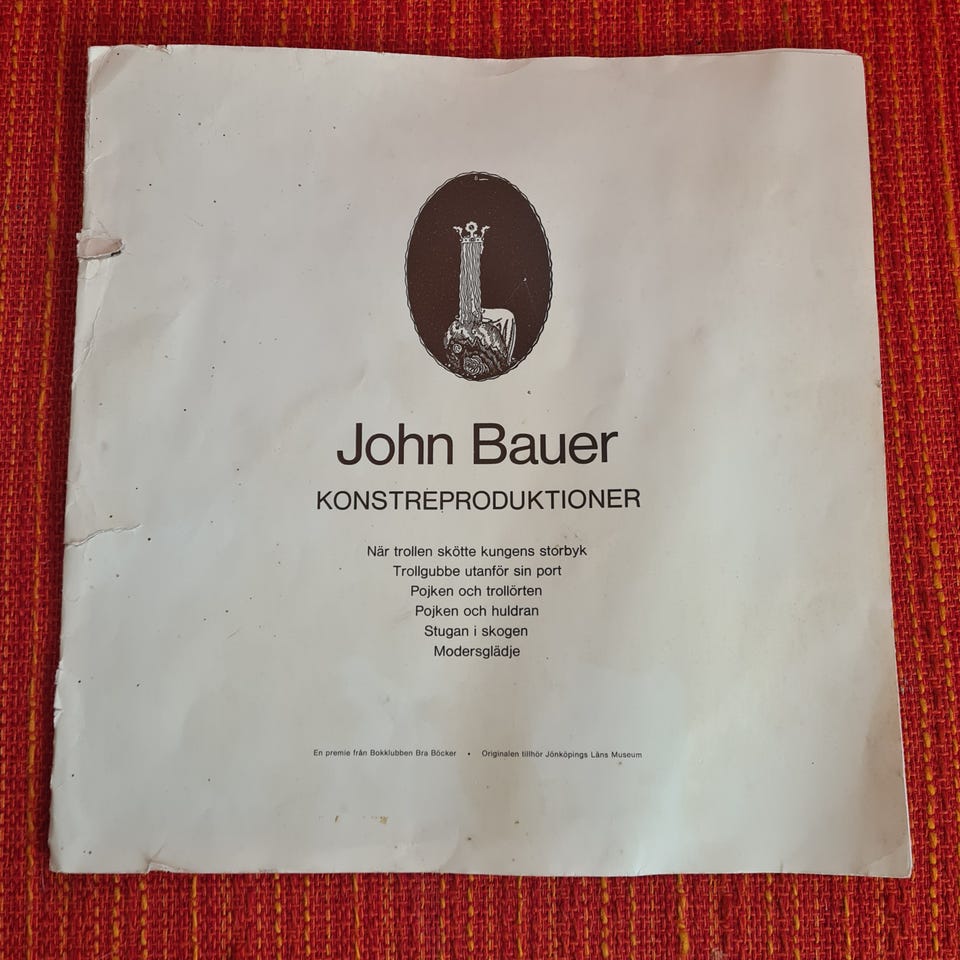 John Bauer
KONSTREPRODUKTIONER
När trollen skötte kungens storbyk
Trollgubbe utanför sin port
Pojken och trollörten
Pojken och huldran
Stugan i skogen
Modersglädje
En premie från Bokklubben Bra Böcker • Originalen tillhör Jönköpings Läns Museum